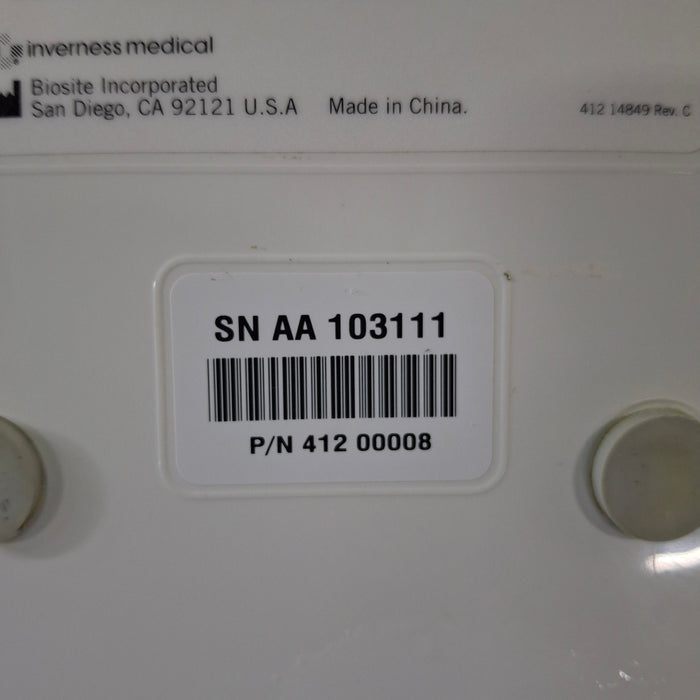 inverness medical
Biosite Incorporated
San Diego, CA 92121 U.S.A Made in China.
412 14849 Rev. C
SN AA 103111
P/N 412 00008